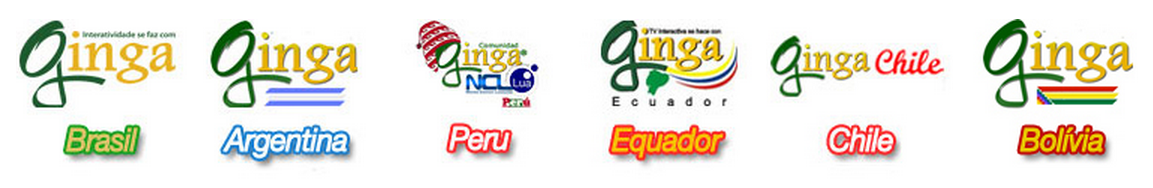 Interatividade se faz com
Ginga
Brasil
Ginga
Argentina
Comunidad
Ginga
NCL Lua
Perú
Peru
TV Interactiva se hace con
Ginga
Ecuador
Equador
Ginga Chile
Chile
Ginga
Bolívia